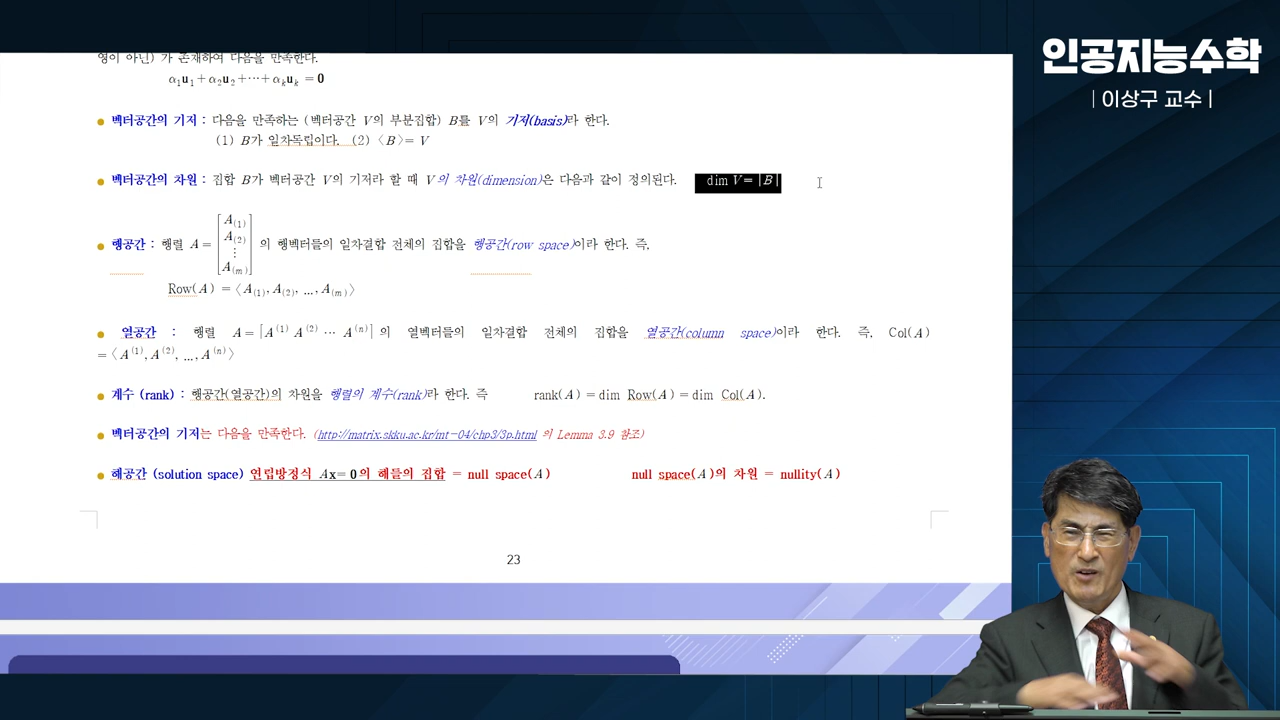 영이 아닌) 가 존재하여 다음을 만족한다.
α₁u₁+α₂u₂+⋯+αₖuₖ = 0
● 벡터공간의 기저 : 다음을 만족하는 (벡터공간 V의 부분집합) B를 V의 기저(basis)라 한다.
(1) B가 일차독립이다. (2) 〈B〉= V
● 벡터공간의 차원 : 집합 B가 벡터공간 V의 기저라 할 때 V의 차원(dimension)은 다음과 같이 정의된다. dim V = |B|
● 행공간 : 행렬 A = [A₍₁₎ A₍₂₎ ⋮ A₍ₘ₎] 의 행벡터들의 일차결합 전체의 집합을 행공간(row space)이라 한다. 즉,
Row(A) = 〈A₍₁₎, A₍₂₎, ..., A₍ₘ₎〉
● 열공간 : 행렬 A = [A⁽¹⁾ A⁽²⁾ ⋯ A⁽ⁿ⁾] 의 열벡터들의 일차결합 전체의 집합을 열공간(column space)이라 한다. 즉, Col(A)
= 〈A⁽¹⁾, A⁽²⁾, ..., A⁽ⁿ⁾〉
● 계수 (rank) : 행공간(열공간)의 차원을 행렬의 계수(rank)라 한다. 즉 rank(A) = dim Row(A) = dim Col(A).
● 벡터공간의 기저는 다음을 만족한다. (http://matrix.skku.ac.kr/mt-04/chp3/3p.html 의 Lemma 3.9 참조)
● 해공간 (solution space) 연립방정식 Ax = 0의 해들의 집합 = null space(A) null space(A)의 차원 = nullity(A)
23
인공지능수학
| 이상구 교수 |